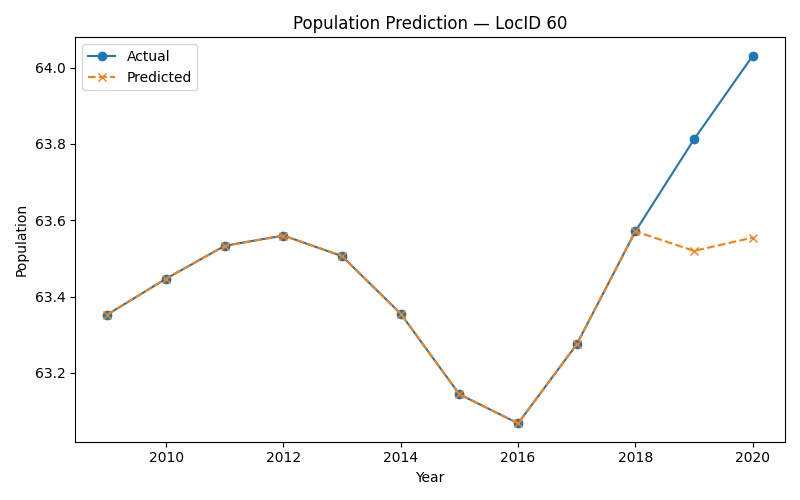 Population Prediction — LocID 60
Actual
Predicted
64.0
63.8
63.6
63.4
63.2
Population
2010 2012 2014 2016 2018 2020
Year